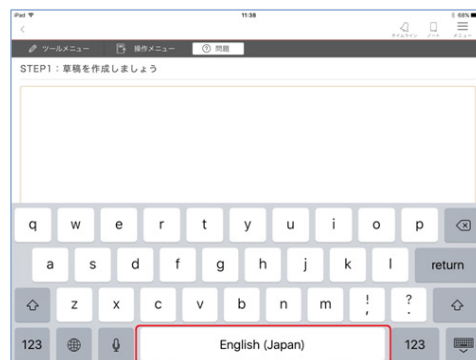 iPad 11:38 68%
タイムライン ノート メニュー
ツールメニュー 操作メニュー ? 問題
STEP1：草稿を作成しましょう
q w e r t y u i o p
a s d f g h j k l return
z x c v b n m ! , ? .
123 English (Japan) 123